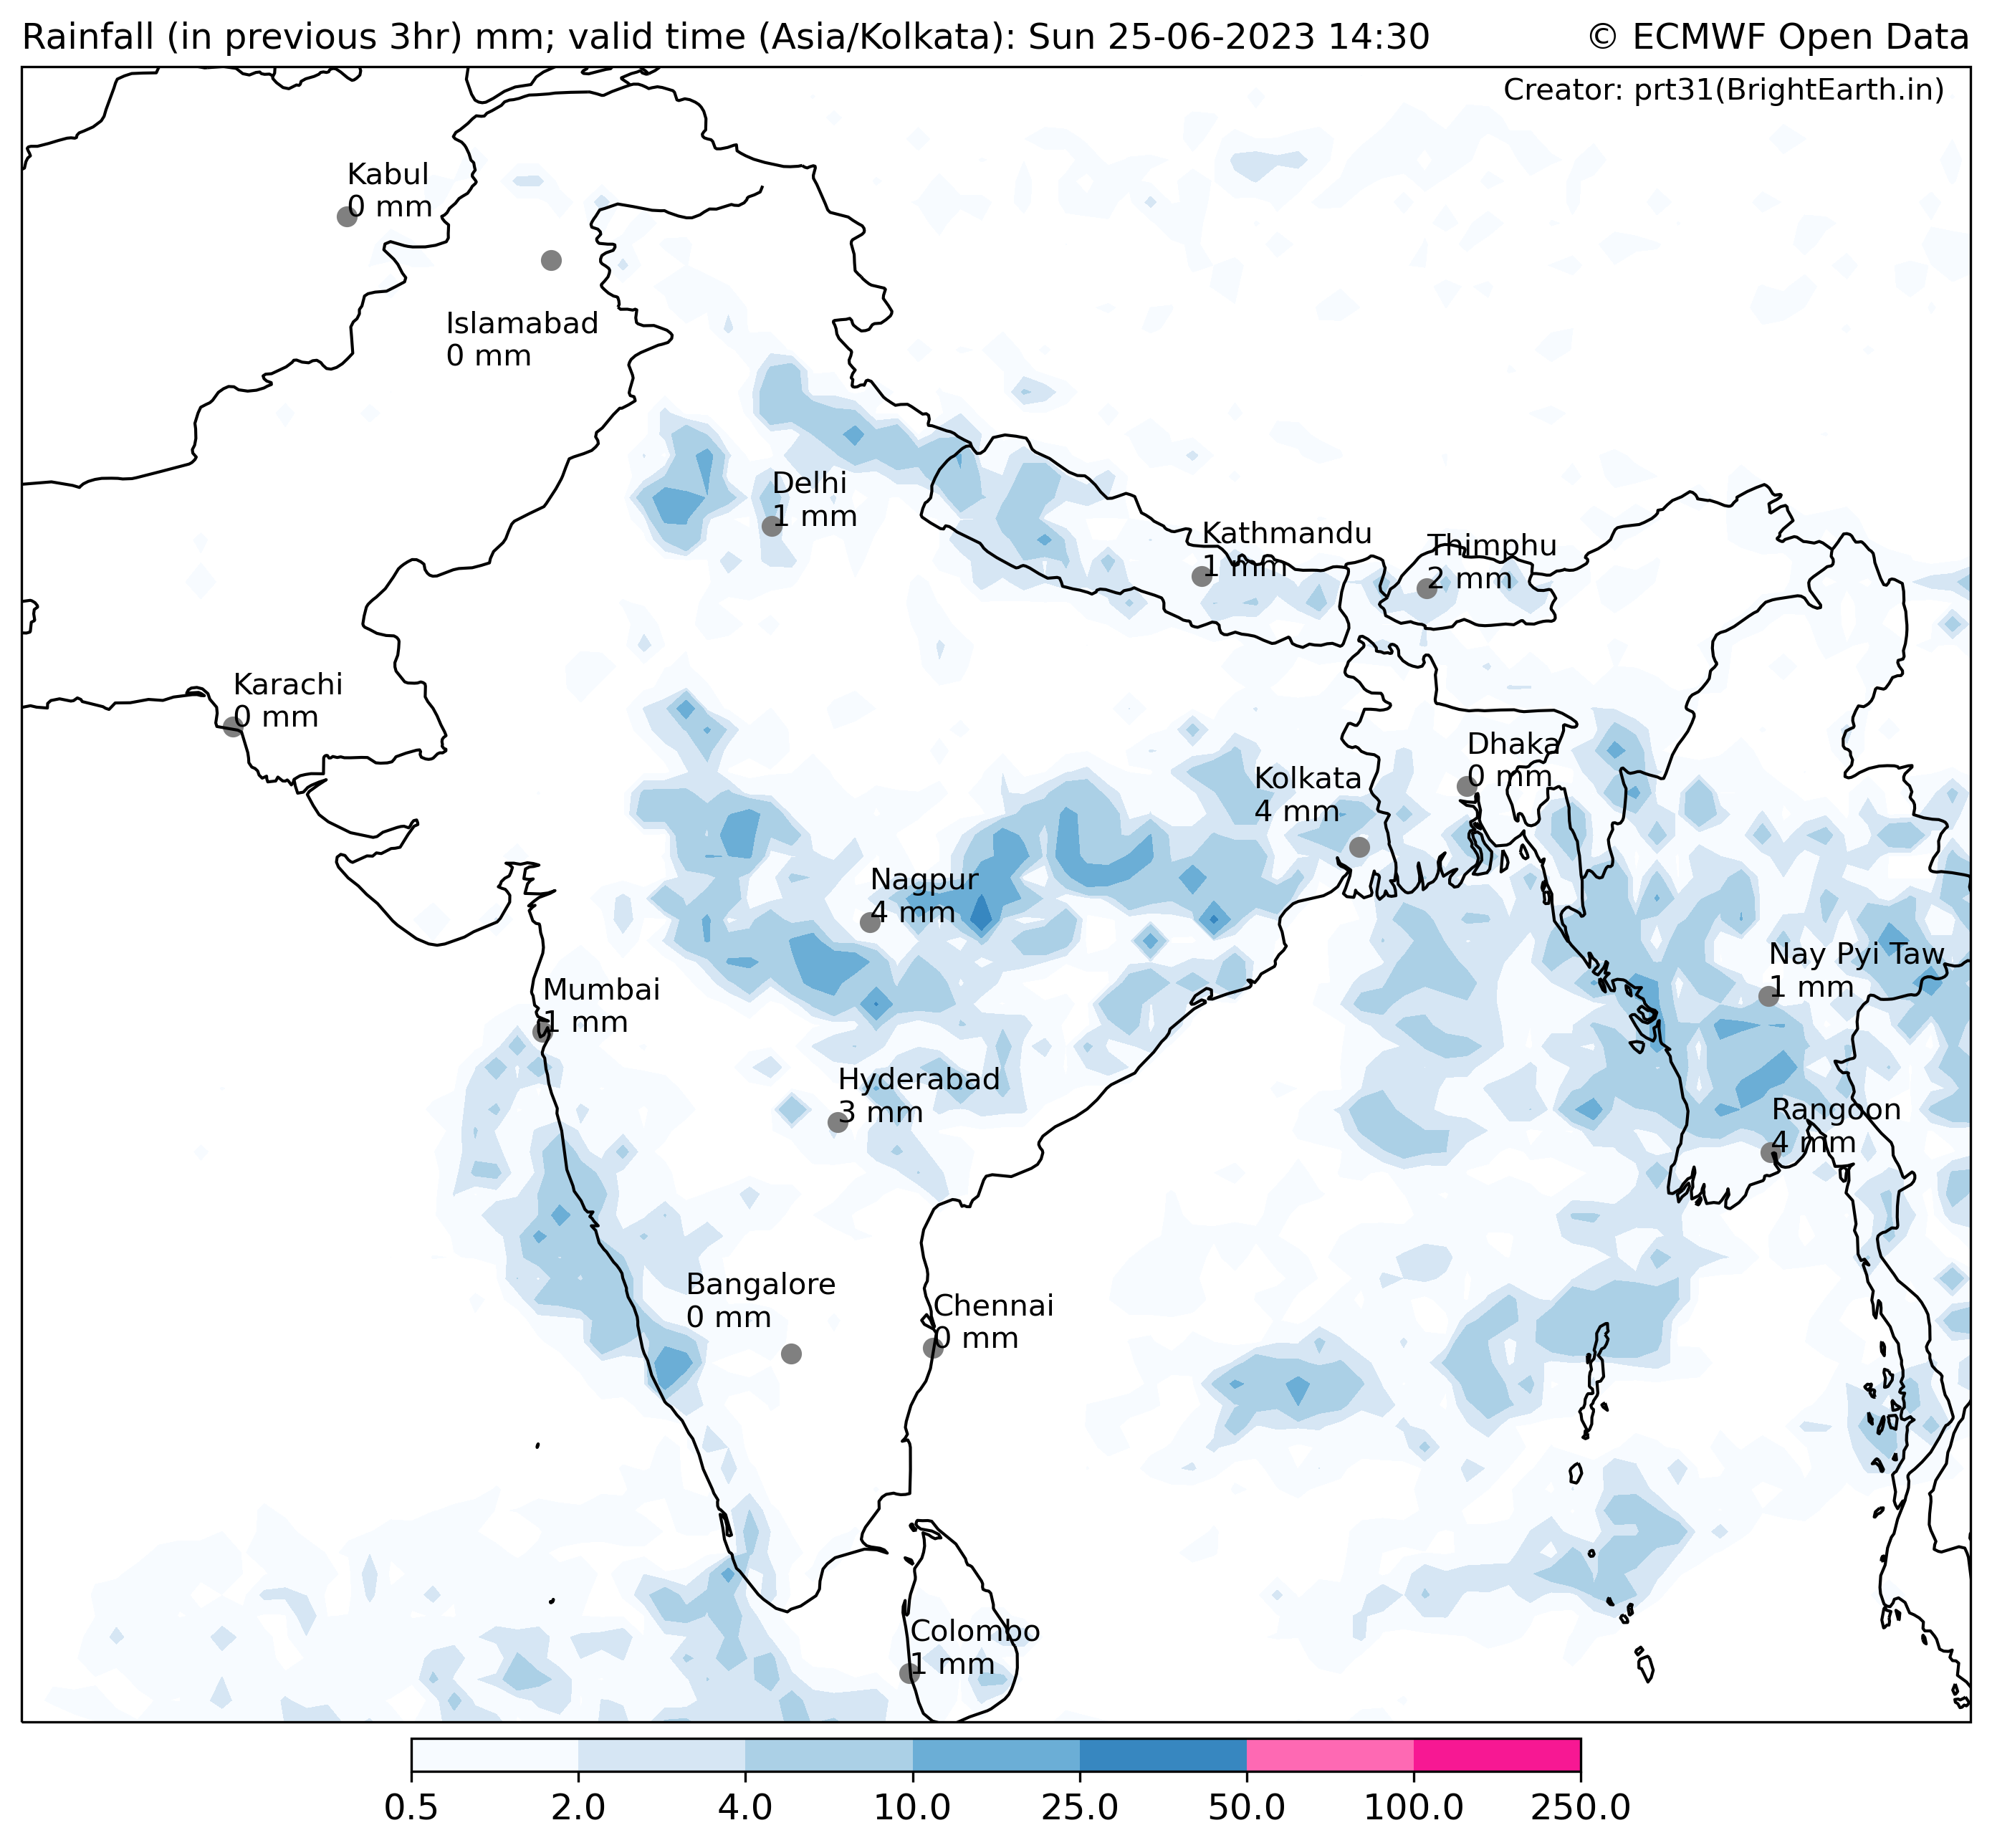 Rainfall (in previous 3hr) mm; valid time (Asia/Kolkata): Sun 25-06-2023 14:30
© ECMWF Open Data
Creator: prt31(BrightEarth.in)
Kabul
0 mm
Islamabad
0 mm
Delhi
1 mm
Kathmandu
1 mm
Thimphu
2 mm
Karachi
0 mm
Dhaka
0 mm
Kolkata
4 mm
Nagpur
4 mm
Nay Pyi Taw
1 mm
Mumbai
1 mm
Hyderabad
3 mm
Rangoon
4 mm
Bangalore
0 mm
Chennai
0 mm
Colombo
1 mm
0.5 2.0 4.0 10.0 25.0 50.0 100.0 250.0